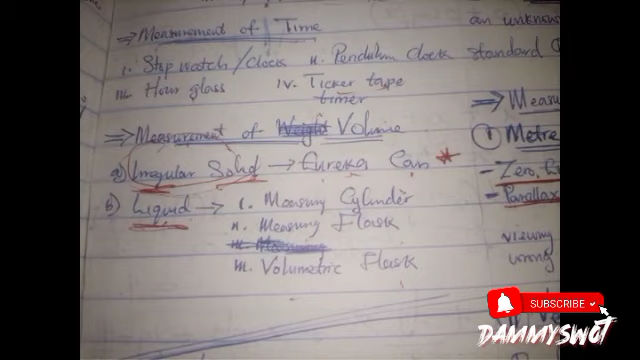 ⇒ Measurement of Time
i. Stop watch/clock ii. Pendulum Clock
iii. Hour glass iv. Ticker tape
timer
⇒ Measurement of Volume
a) Irregular Solid → Eureka Can *
b) Liquid → i. Measuring Cylinder
ii. Measuring Flask
iii. Volumetric Flask
an unknown
standard
⇒ Measu
① Metre
- Zero
- Parallax
viewing
wrong
SUBSCRIBE
DAMMYSWOT